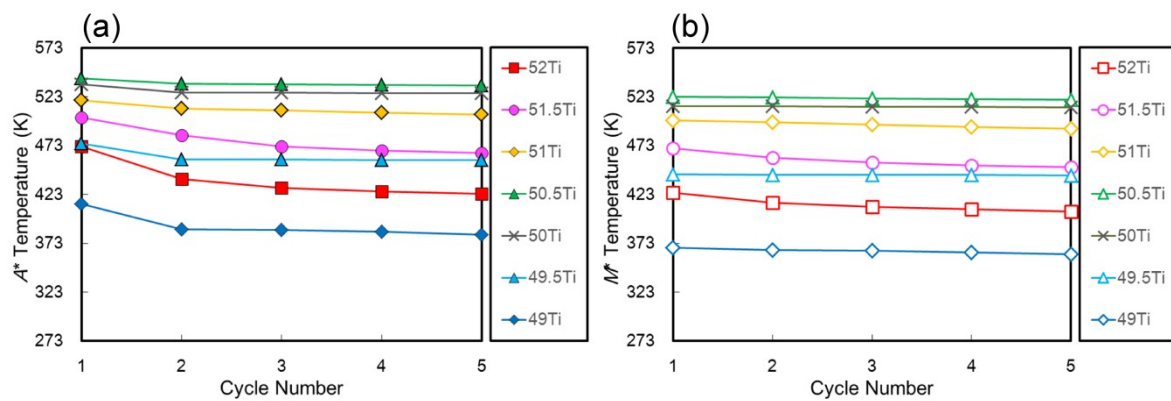 (a)
573
523
473
423
373
323
273
A* Temperature (K)
1 2 3 4 5
Cycle Number
52Ti
51.5Ti
51Ti
50.5Ti
50Ti
49.5Ti
49Ti
(b)
573
523
473
423
373
323
273
M* Temperature (K)
1 2 3 4 5
Cycle Number
52Ti
51.5Ti
51Ti
50.5Ti
50Ti
49.5Ti
49Ti